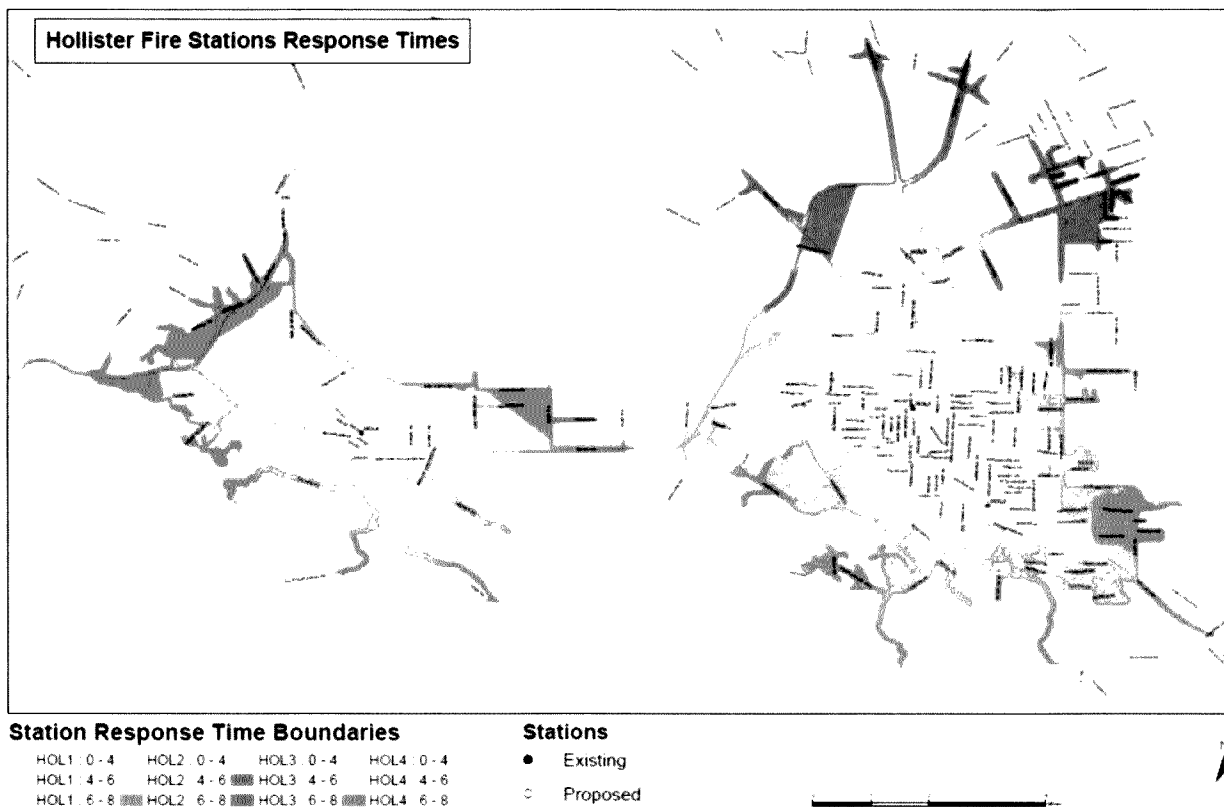 Hollister Fire Stations Response Times
Station Response Time Boundaries
HOL1 : 0 - 4 HOL2 : 0 - 4 HOL3 : 0 - 4 HOL4 : 0 - 4
HOL1 : 4 - 6 HOL2 : 4 - 6 HOL3 : 4 - 6 HOL4 : 4 - 6
HOL1 : 6 - 8 HOL2 : 6 - 8 HOL3 : 6 - 8 HOL4 : 6 - 8
Stations
Existing
Proposed
N